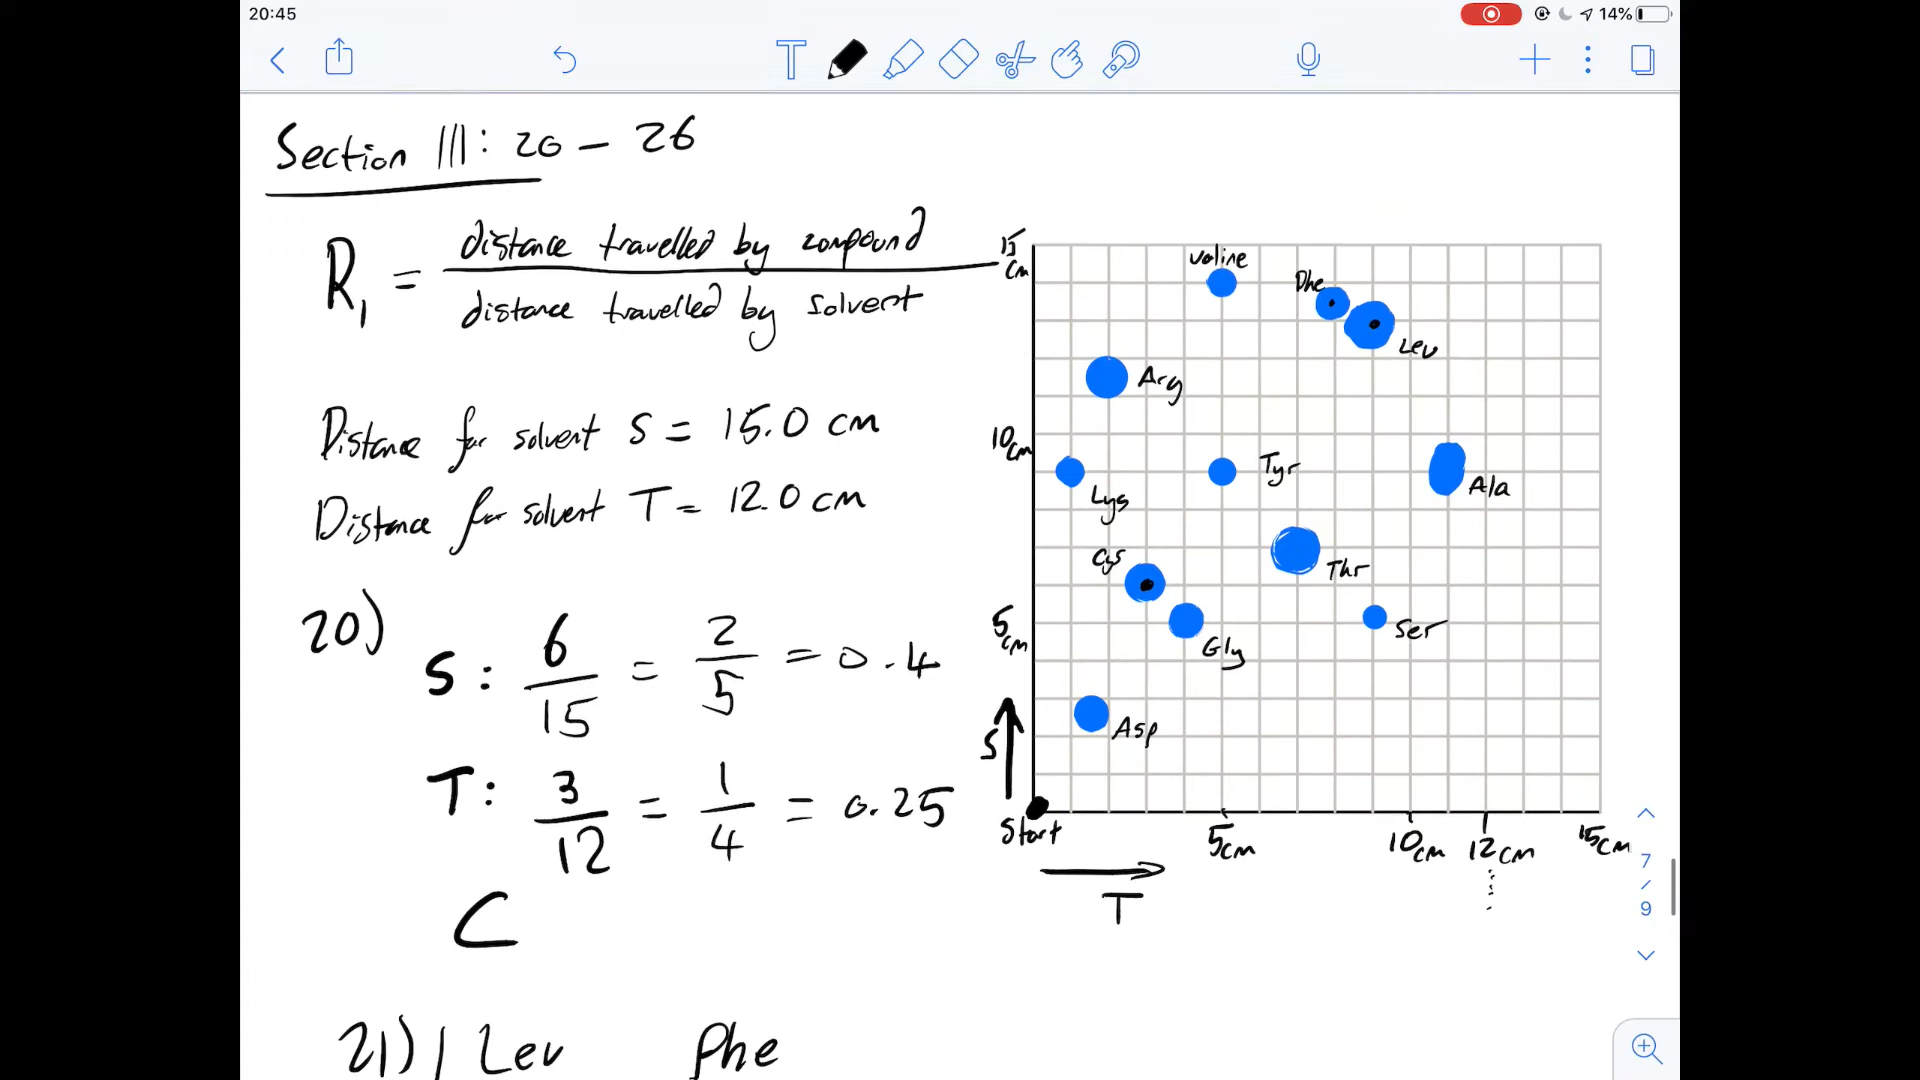 20:45
14%
T
Section III: 20 - 26
R₁ = distance travelled by compound
distance travelled by solvent
Distance for solvent S = 15.0 cm
Distance for solvent T = 12.0 cm
20)
S: 6/15 = 2/5 = 0.4
T: 3/12 = 1/4 = 0.25
C
21) | Leu Phe
15 cm
valine
Phe
Leu
Arg
10cm
Lys
Tyr
Ala
Cys
Thr
5 cm
Gly
Ser
S
Asp
Start
5cm
10cm
12cm
15cm
T
7
/
9